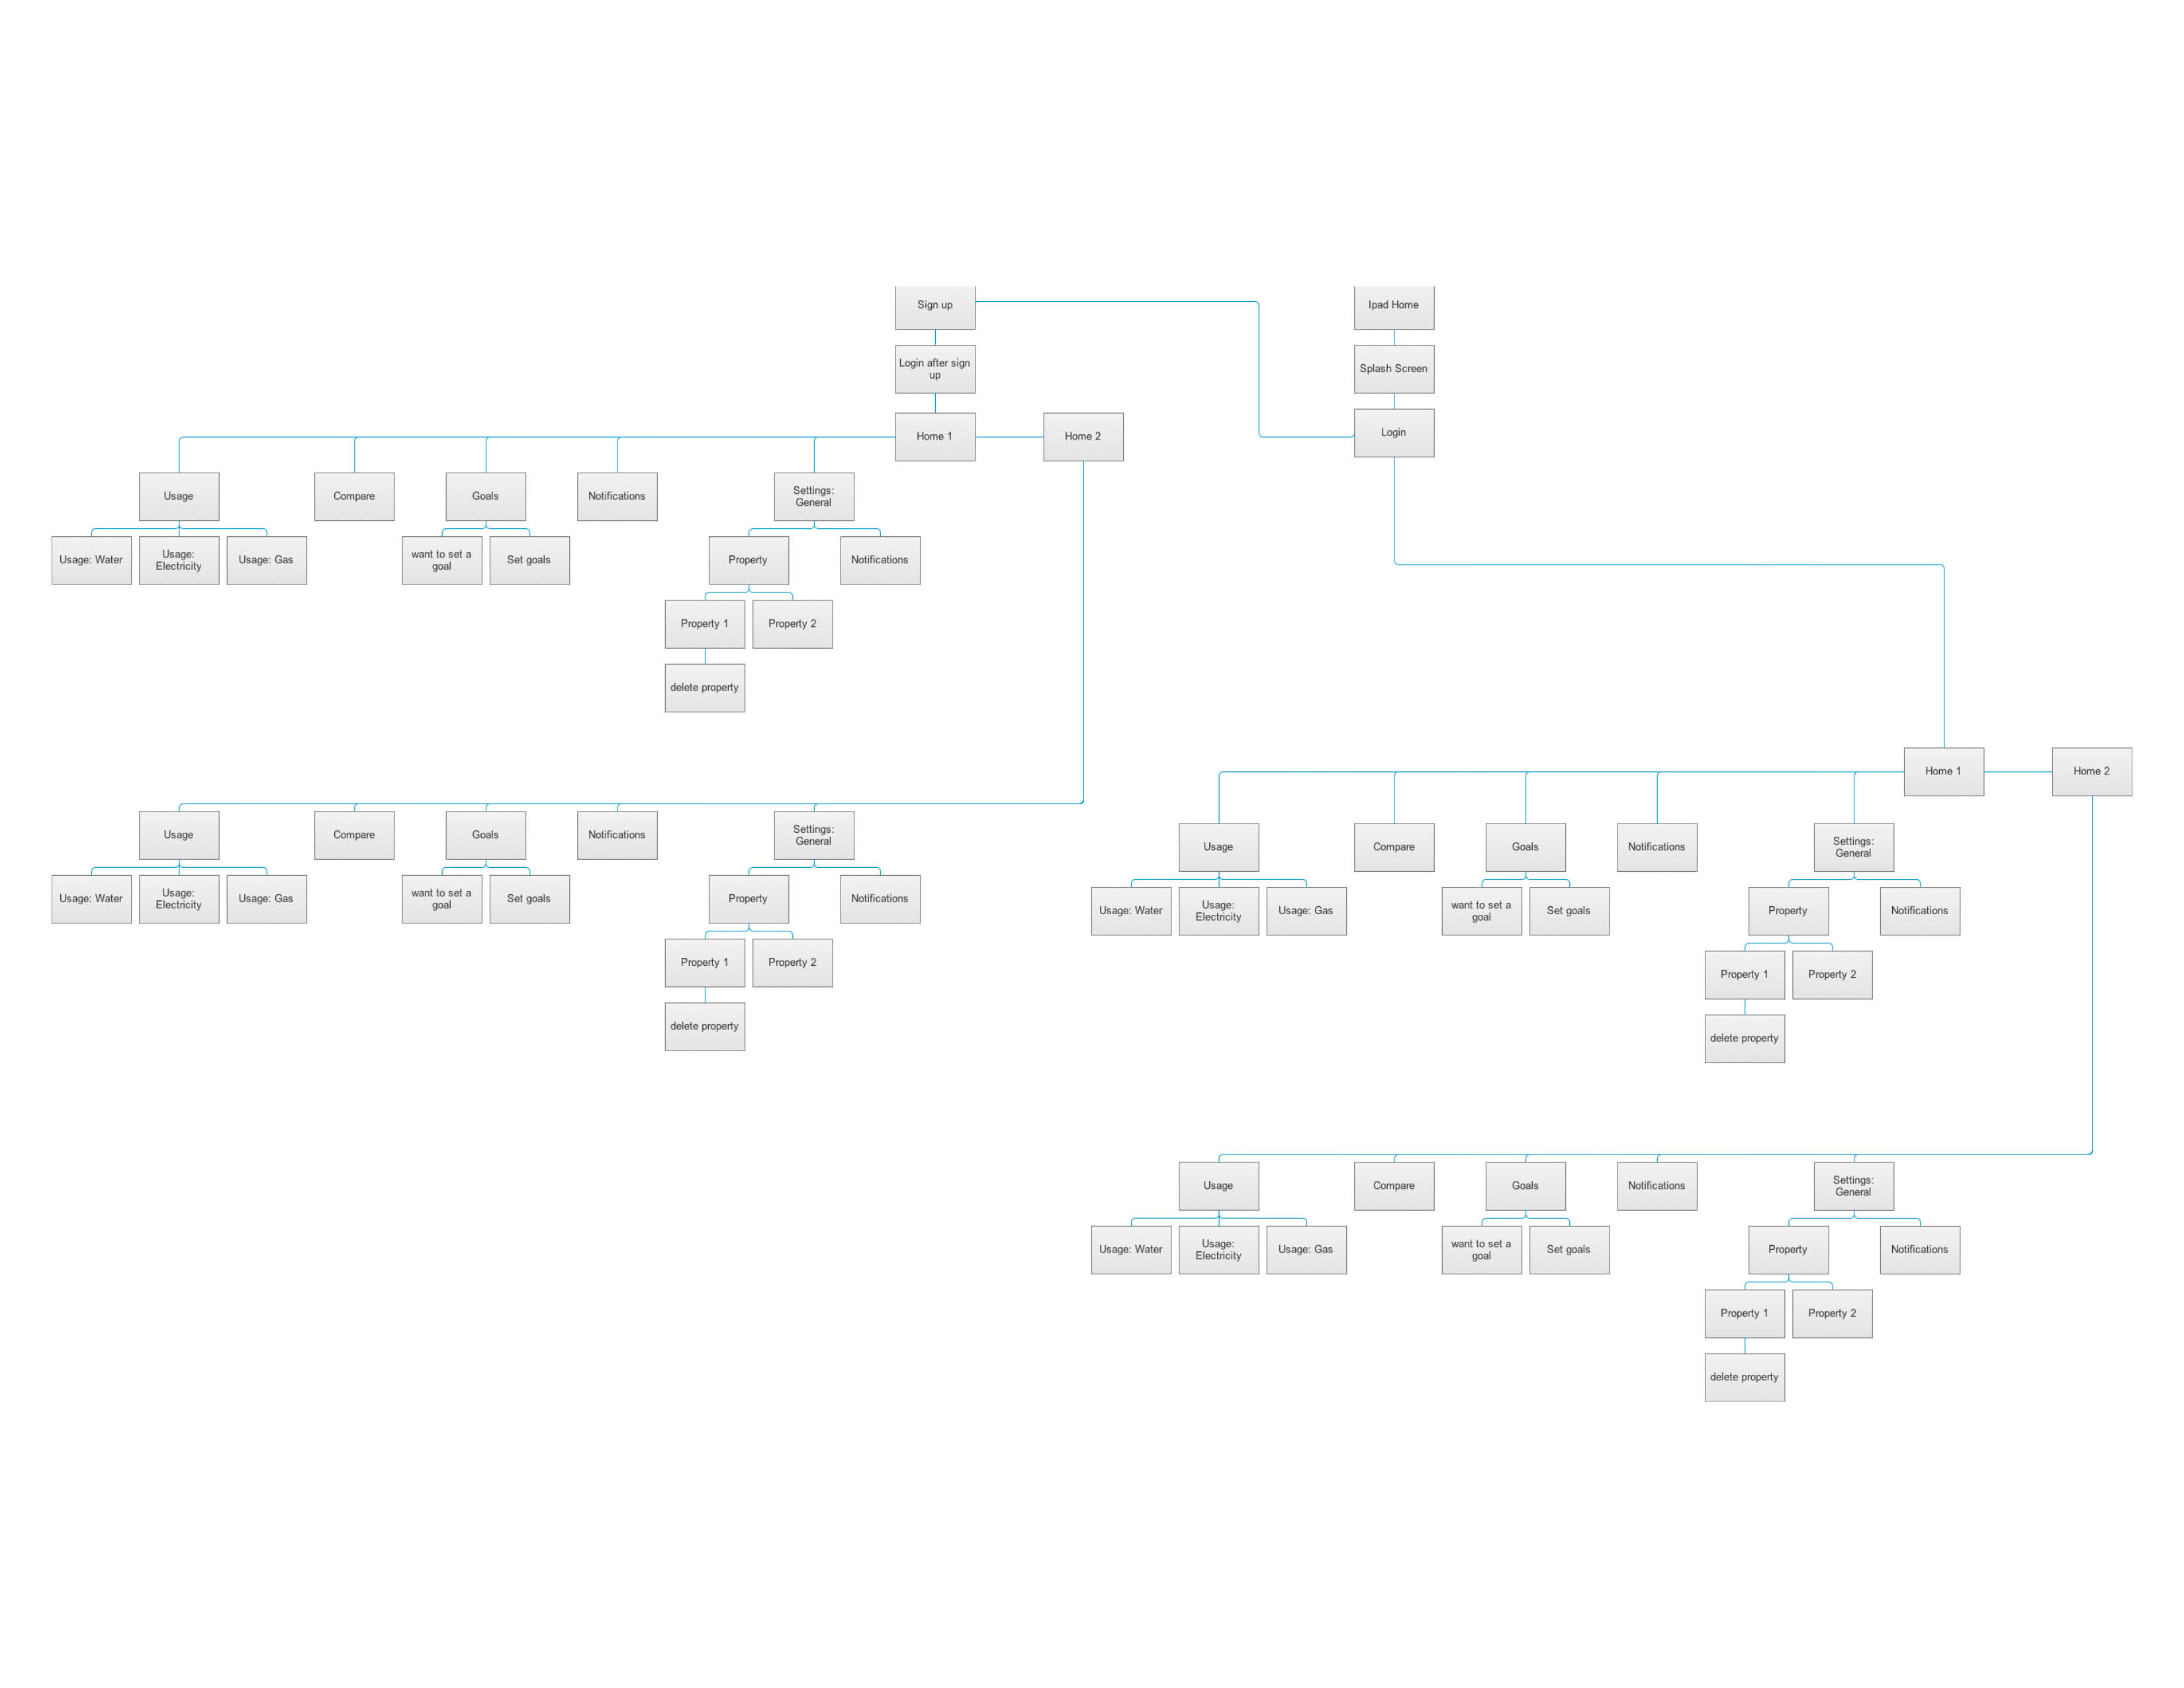 Sign up
Ipad Home
Login after sign
up
Splash Screen
Home 1
Home 2
Login
Usage
Compare
Goals
Notifications
Settings:
General
Usage: Water
Usage:
Electricity
Usage: Gas
want to set a
goal
Set goals
Property
Notifications
Property 1
Property 2
delete property
Home 1
Home 2
Usage
Compare
Goals
Notifications
Settings:
General
Usage: Water
Usage:
Electricity
Usage: Gas
want to set a
goal
Set goals
Property
Notifications
Property 1
Property 2
delete property
Usage
Compare
Goals
Notifications
Settings:
General
Usage: Water
Usage:
Electricity
Usage: Gas
want to set a
goal
Set goals
Property
Notifications
Property 1
Property 2
delete property
Usage
Compare
Goals
Notifications
Settings:
General
Usage: Water
Usage:
Electricity
Usage: Gas
want to set a
goal
Set goals
Property
Notifications
Property 1
Property 2
delete property